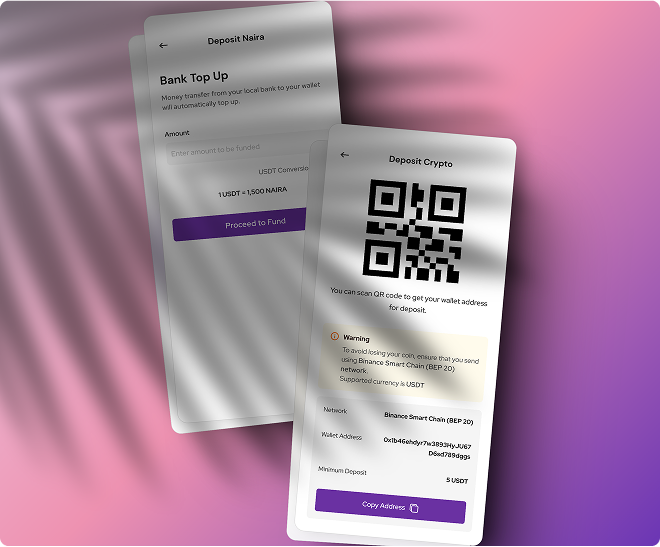 Deposit Naira
Bank Top Up
Money transfer from your local bank to your wallet
will automatically top up.
Amount
Enter amount to be funded
USDT Conversio
1 USDT = 1,500 NAIRA
Proceed to Fund
Deposit Crypto
You can scan QR code to get your wallet address
for deposit.
Warning
To avoid losing your coin, ensure that you send
using Binance Smart Chain (BEP 20)
network.
Supported currency is USDT
Network
Binance Smart Chain (BEP 20)
Wallet Address
0x1b46ehdyr7w3893HyJU67
D6sd789dggs
Minimum Deposit
5 USDT
Copy Address